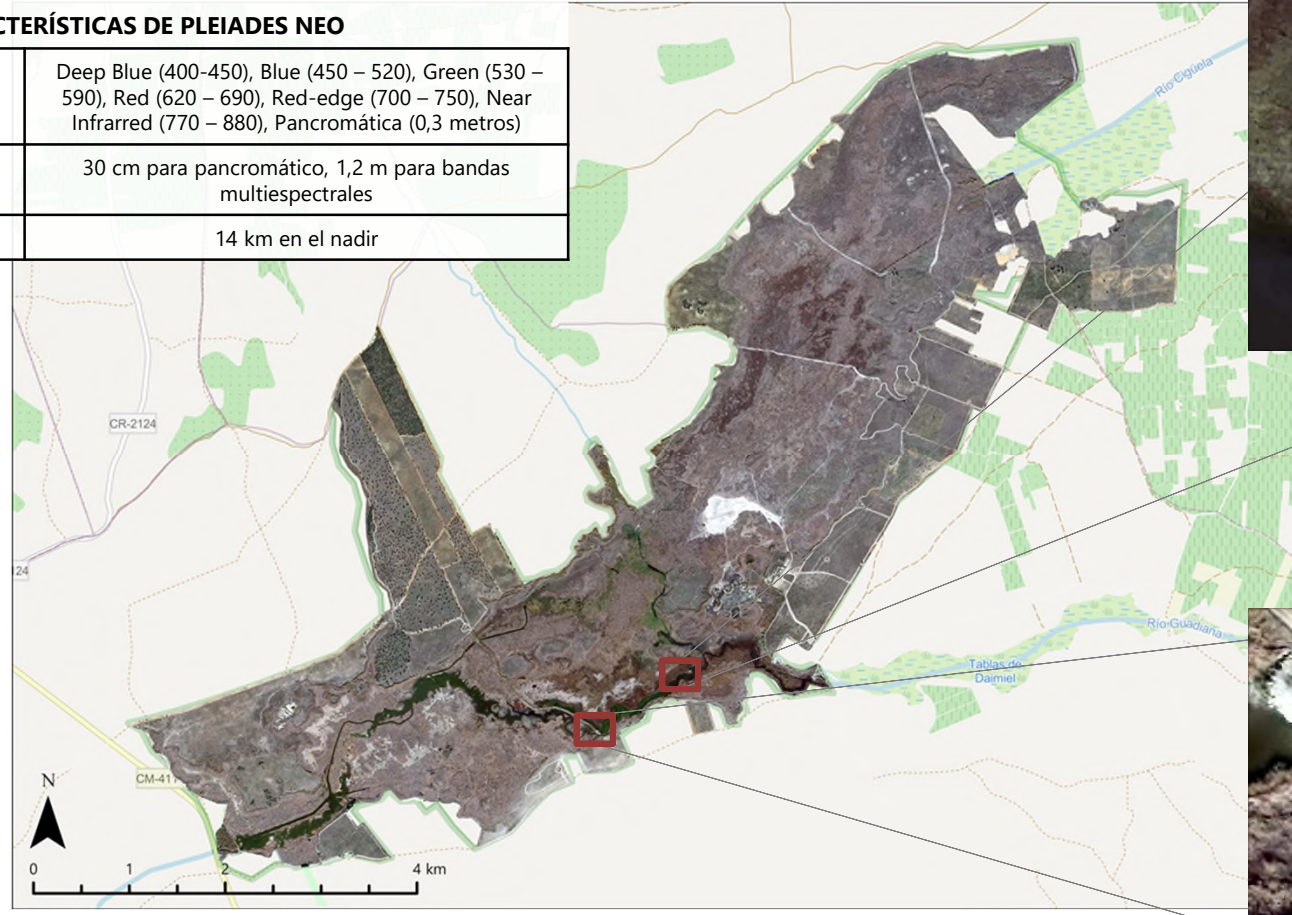 CTERÍSTICAS DE PLEIADES NEO
Deep Blue (400-450), Blue (450 – 520), Green (530 –
590), Red (620 – 690), Red-edge (700 – 750), Near
Infrarred (770 – 880), Pancromática (0,3 metros)
30 cm para pancromático, 1,2 m para bandas
multiespectrales
14 km en el nadir
Río Cigüela
CR-2124
124
Río Guadiana
Tablas de
Daimiel
CM-411
N
0 1 2 4 km